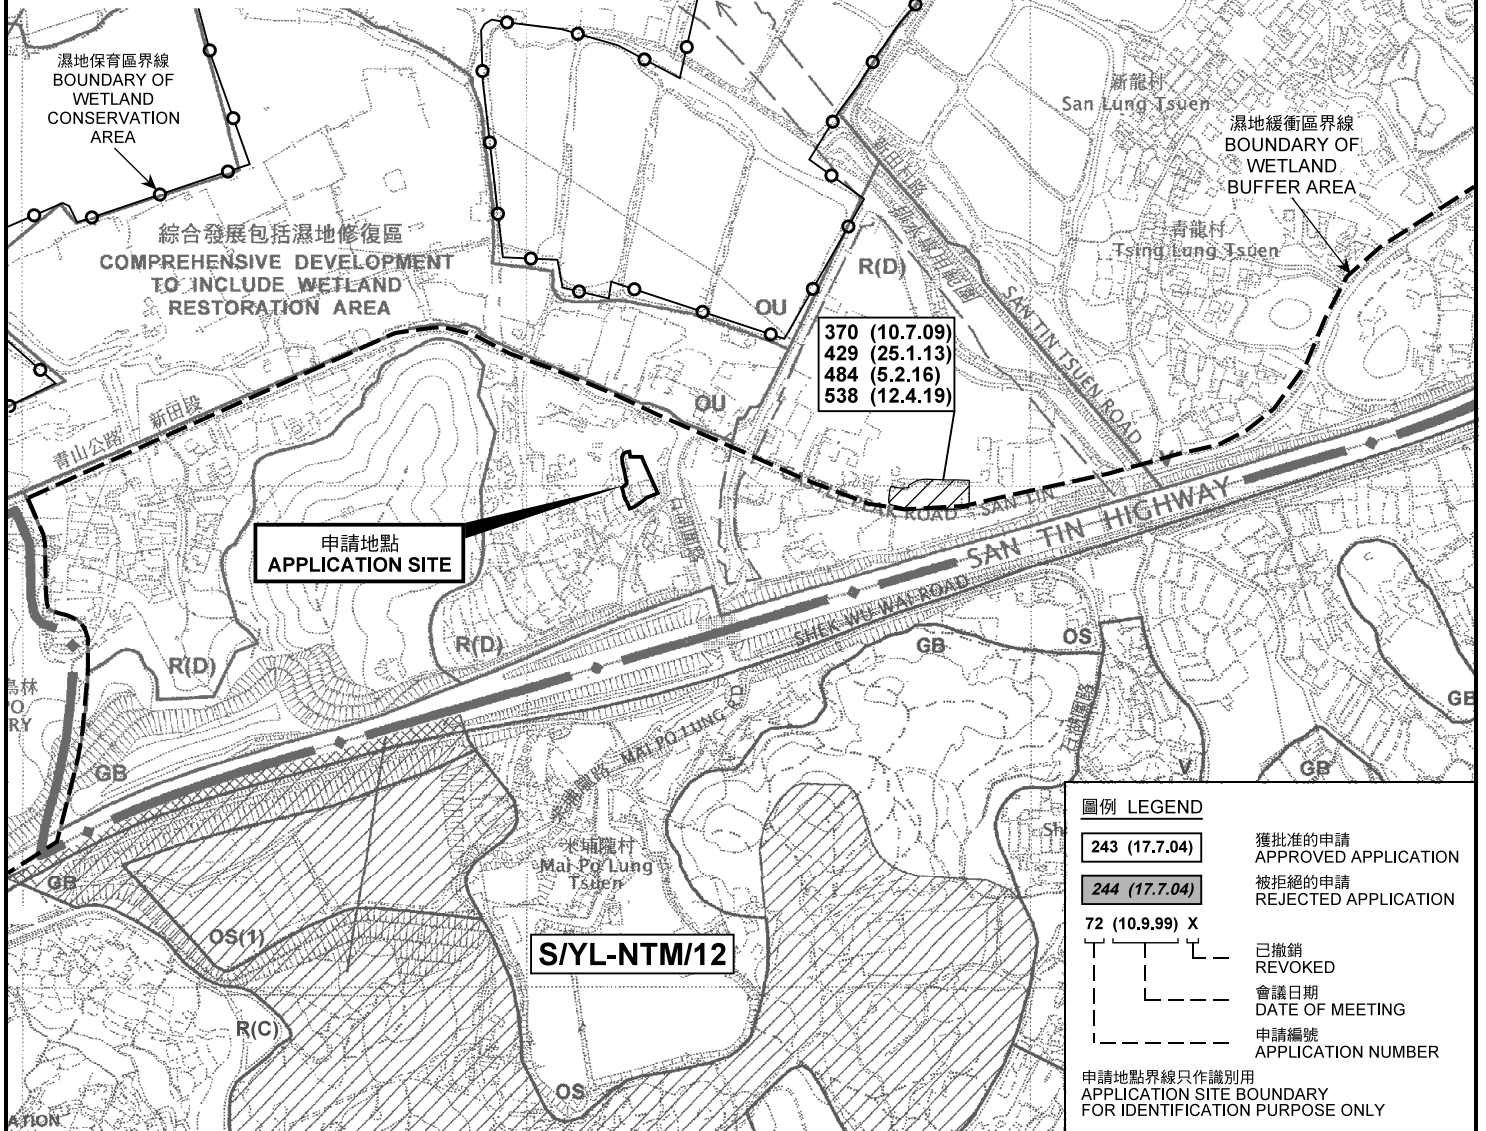 濕地保育區界線
BOUNDARY OF
WETLAND
CONSERVATION
AREA
新龍村
San Lung Tsuen
濕地緩衝區界線
BOUNDARY OF
WETLAND
BUFFER AREA
青龍村
Tsing Lung Tsuen
綜合發展包括濕地修復區
COMPREHENSIVE DEVELOPMENT
TO INCLUDE WETLAND
RESTORATION AREA
R(D)
OU
SAN TIN TSUEN ROAD
370 (10.7.09)
429 (25.1.13)
484 (5.2.16)
538 (12.4.19)
OU
青山公路 新田段
申請地點
APPLICATION SITE
ROAD - SAN TIN
SAN TIN HIGHWAY
SHEK WU WAI ROAD
R(D)
R(D)
GB
OS
GB
GB
MAI PO LUNG RD
V
GB
米埔隴村
Mai Po Lung
Tsuen
GB
OS(1)
S/YL-NTM/12
R(C)
OS
圖例 LEGEND
243 (17.7.04)
獲批准的申請
APPROVED APPLICATION
244 (17.7.04)
被拒絕的申請
REJECTED APPLICATION
72 (10.9.99) X
已撤銷
REVOKED
會議日期
DATE OF MEETING
申請編號
APPLICATION NUMBER
申請地點界線只作識別用
APPLICATION SITE BOUNDARY
FOR IDENTIFICATION PURPOSE ONLY